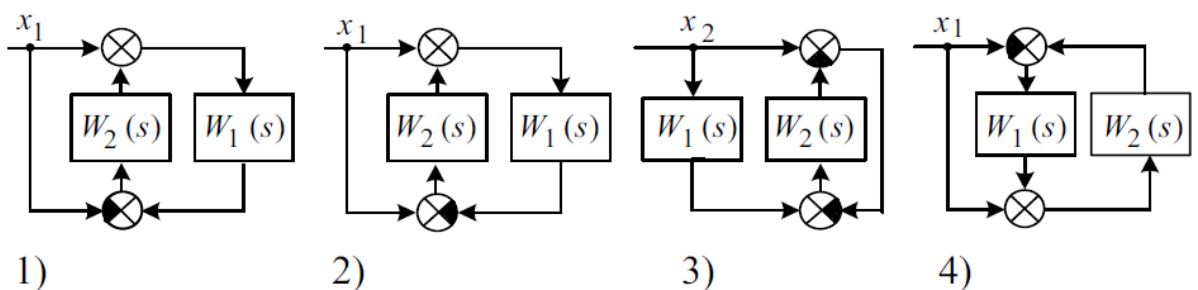 x₁ x₁ x₂ x₁
W₂(s) W₁(s) W₂(s) W₁(s) W₁(s) W₂(s) W₁(s) W₂(s)
1) 2) 3) 4)